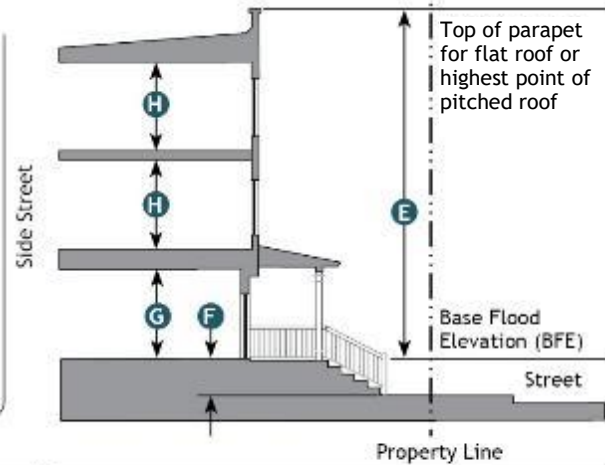 Top of parapet
for flat roof or
highest point of
pitched roof
H
Side Street
H
E
G
F
Base Flood
Elevation (BFE)
Street
Property Line